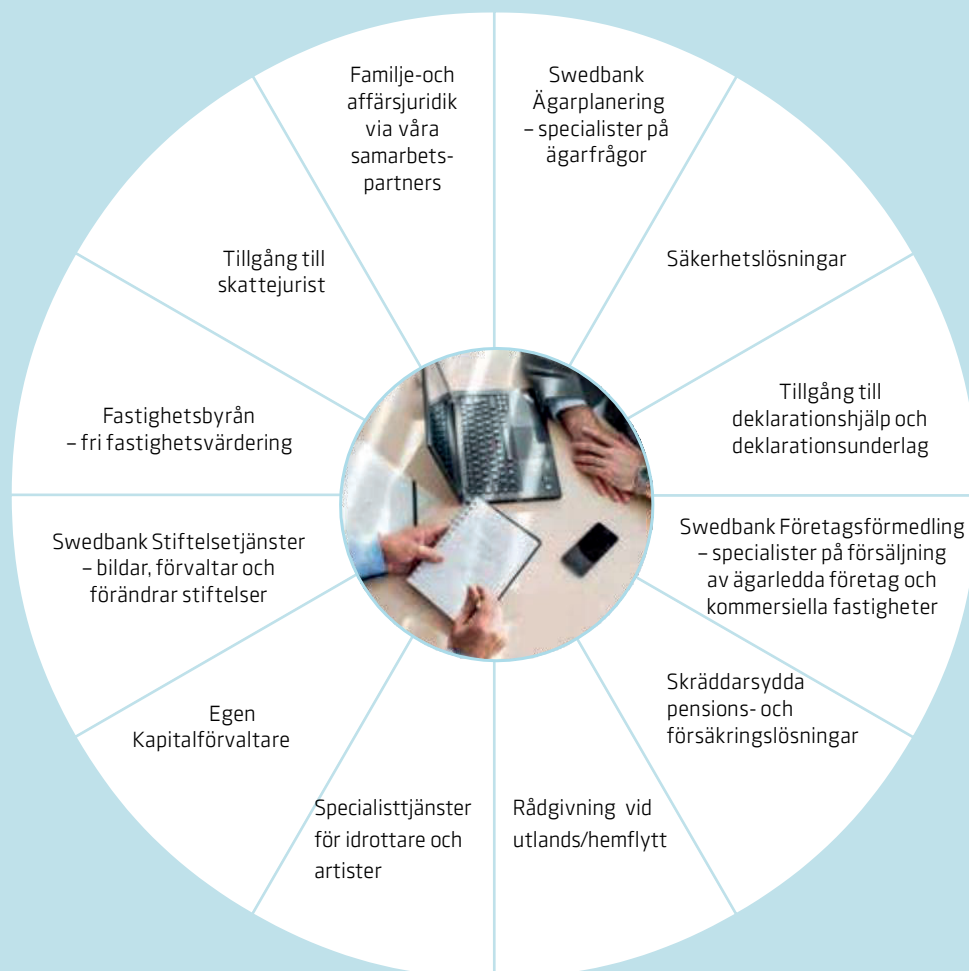 Familje-och
affärsjuridik
via våra
samarbets-
partners
Swedbank
Ägarplanering
– specialister på
ägarfrågor
Säkerhetslösningar
Tillgång till
deklarationshjälp och
deklarationsunderlag
Swedbank Företagsförmedling
– specialister på försäljning
av ägarledda företag och
kommersiella fastigheter
Skräddarsydda
pensions- och
försäkringslösningar
Rådgivning vid
utlands/hemflytt
Specialisttjänster
för idrottare och
artister
Egen
Kapitalförvaltare
Swedbank Stiftelsetjänster
– bildar, förvaltar och
förändrar stiftelser
Fastighetsbyrån
– fri fastighetsvärdering
Tillgång till
skattejurist